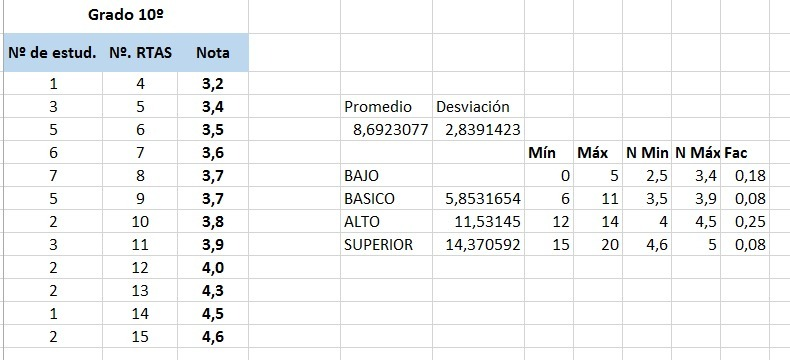 Grado 10º
Nº de estud. Nº. RTAS Nota
1 4 3,2
3 5 3,4 Promedio Desviación
5 6 3,5 8,6923077 2,8391423
6 7 3,6 Mín Máx N Min N Máx Fac
7 8 3,7 BAJO 0 5 2,5 3,4 0,18
5 9 3,7 BASICO 5,8531654 6 11 3,5 3,9 0,08
2 10 3,8 ALTO 11,53145 12 14 4 4,5 0,25
3 11 3,9 SUPERIOR 14,370592 15 20 4,6 5 0,08
2 12 4,0
2 13 4,3
1 14 4,5
2 15 4,6